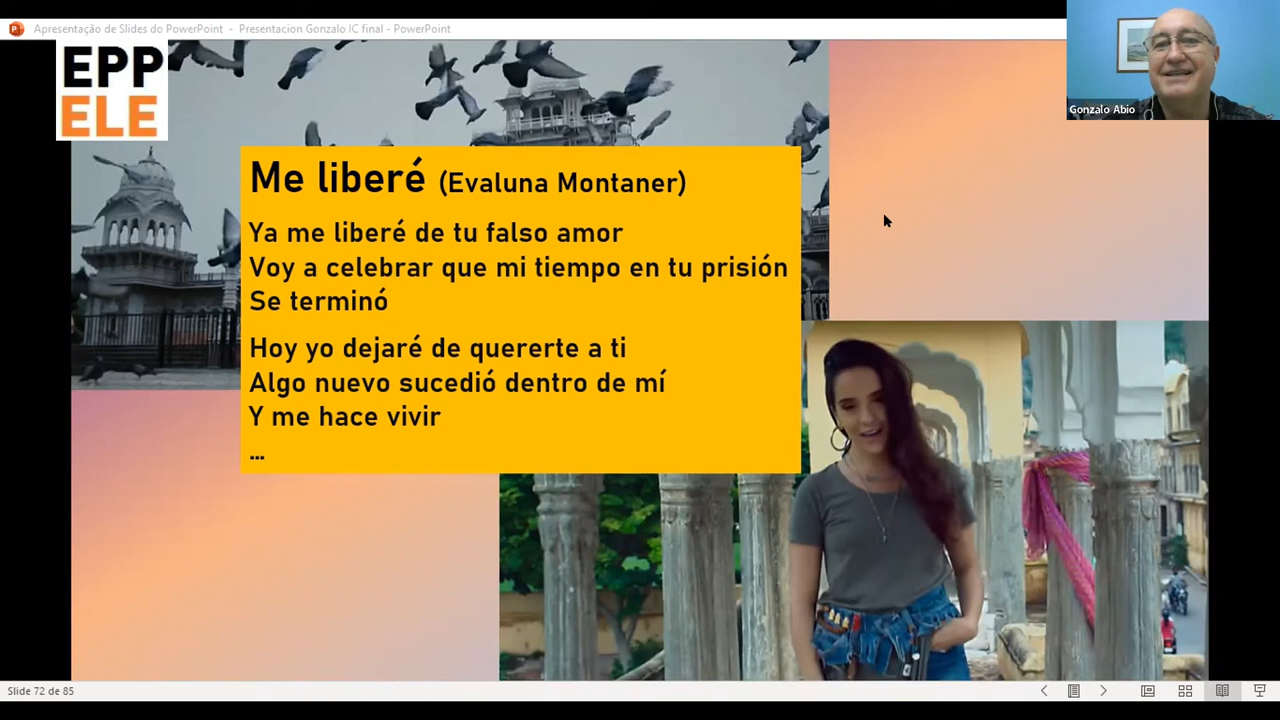 Apresentação de Slides do PowerPoint - Presentacion Gonzalo IC final - PowerPoint
EPP
ELE
Gonzalo Abio
Me liberé (Evaluna Montaner)
Ya me liberé de tu falso amor
Voy a celebrar que mi tiempo en tu prisión
Se terminó
Hoy yo dejaré de quererte a ti
Algo nuevo sucedió dentro de mí
Y me hace vivir
...
Slide 72 de 85